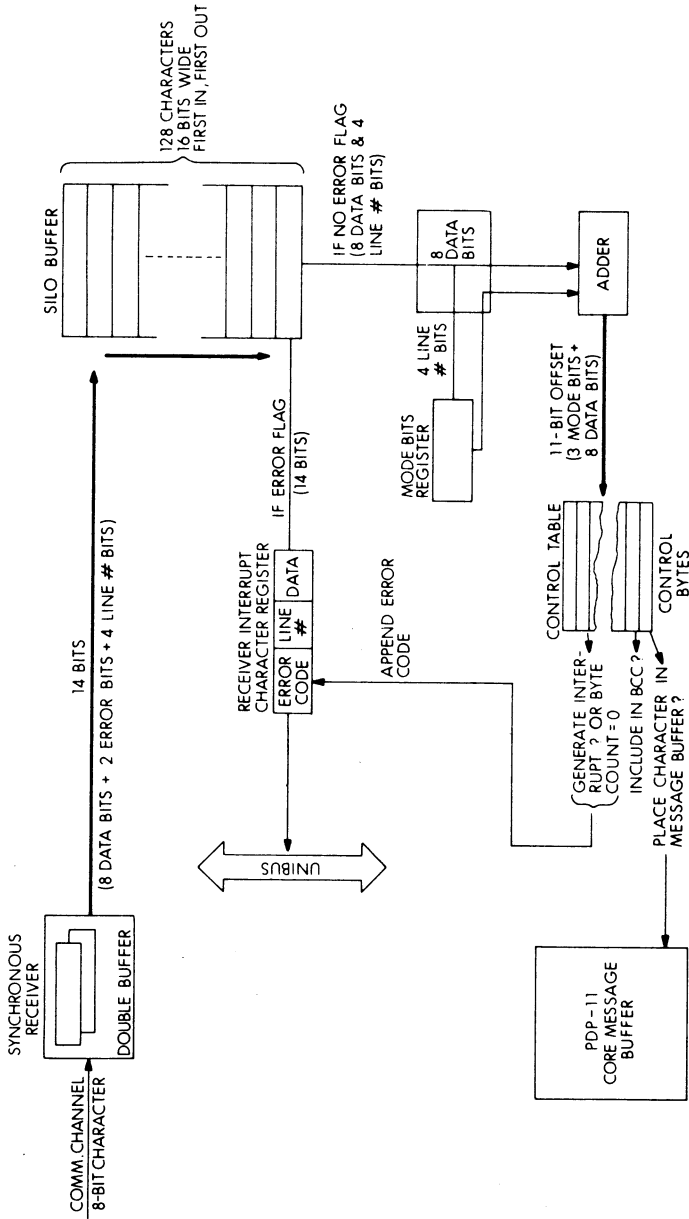 COMM. CHANNEL
8-BIT CHARACTER
SYNCHRONOUS
RECEIVER
DOUBLE BUFFER
14 BITS
(8 DATA BITS + 2 ERROR BITS + 4 LINE # BITS)
SILO BUFFER
128 CHARACTERS
16 BITS WIDE
FIRST IN, FIRST OUT
IF ERROR FLAG
(14 BITS)
RECEIVER INTERRUPT
CHARACTER REGISTER
ERROR
CODE
LINE
#
DATA
UNIBUS
APPEND ERROR
CODE
IF NO ERROR FLAG
(8 DATA BITS & 4
LINE # BITS)
8
DATA
BITS
4 LINE
# BITS
MODE BITS
REGISTER
ADDER
11-BIT OFFSET
(3 MODE BITS +
8 DATA BITS)
CONTROL TABLE
CONTROL
BYTES
GENERATE INTER-
RUPT ? OR BYTE
COUNT = 0
INCLUDE IN BCC ?
PLACE CHARACTER IN
MESSAGE BUFFER ?
PDP-11
CORE MESSAGE
BUFFER